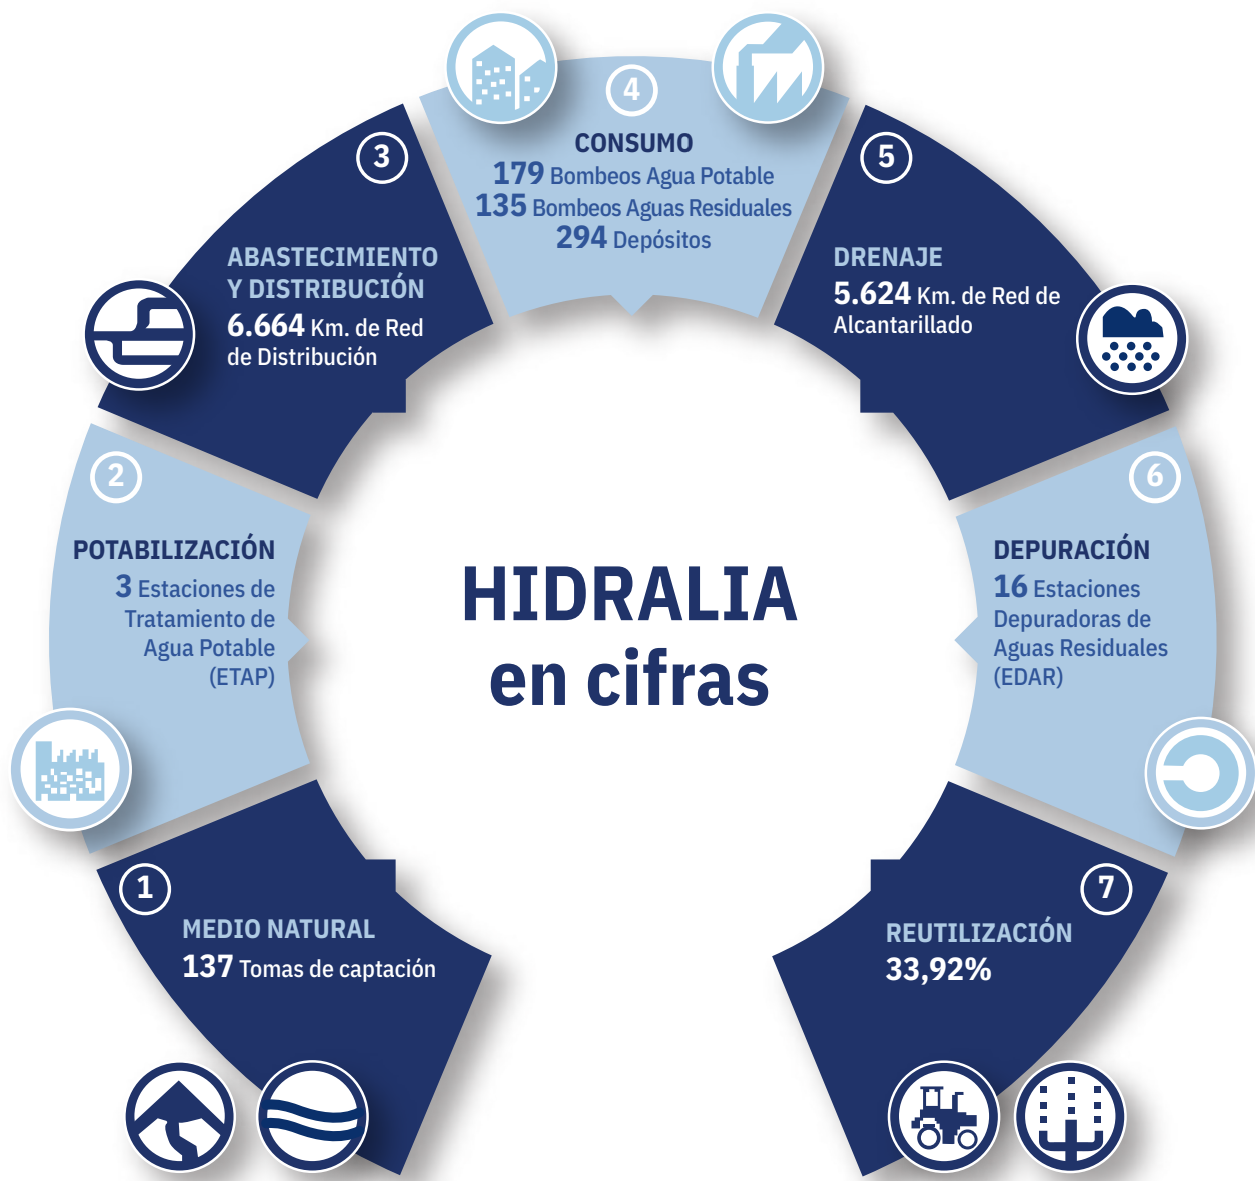 HIDRALIA
en cifras
1
MEDIO NATURAL
137 Tomas de captación
2
POTABILIZACIÓN
3 Estaciones de
Tratamiento de
Agua Potable
(ETAP)
3
ABASTECIMIENTO
Y DISTRIBUCIÓN
6.664 Km. de Red
de Distribución
4
CONSUMO
179 Bombeos Agua Potable
135 Bombeos Aguas Residuales
294 Depósitos
5
DRENAJE
5.624 Km. de Red de
Alcantarillado
6
DEPURACIÓN
16 Estaciones
Depuradoras de
Aguas Residuales
(EDAR)
7
REUTILIZACIÓN
33,92%